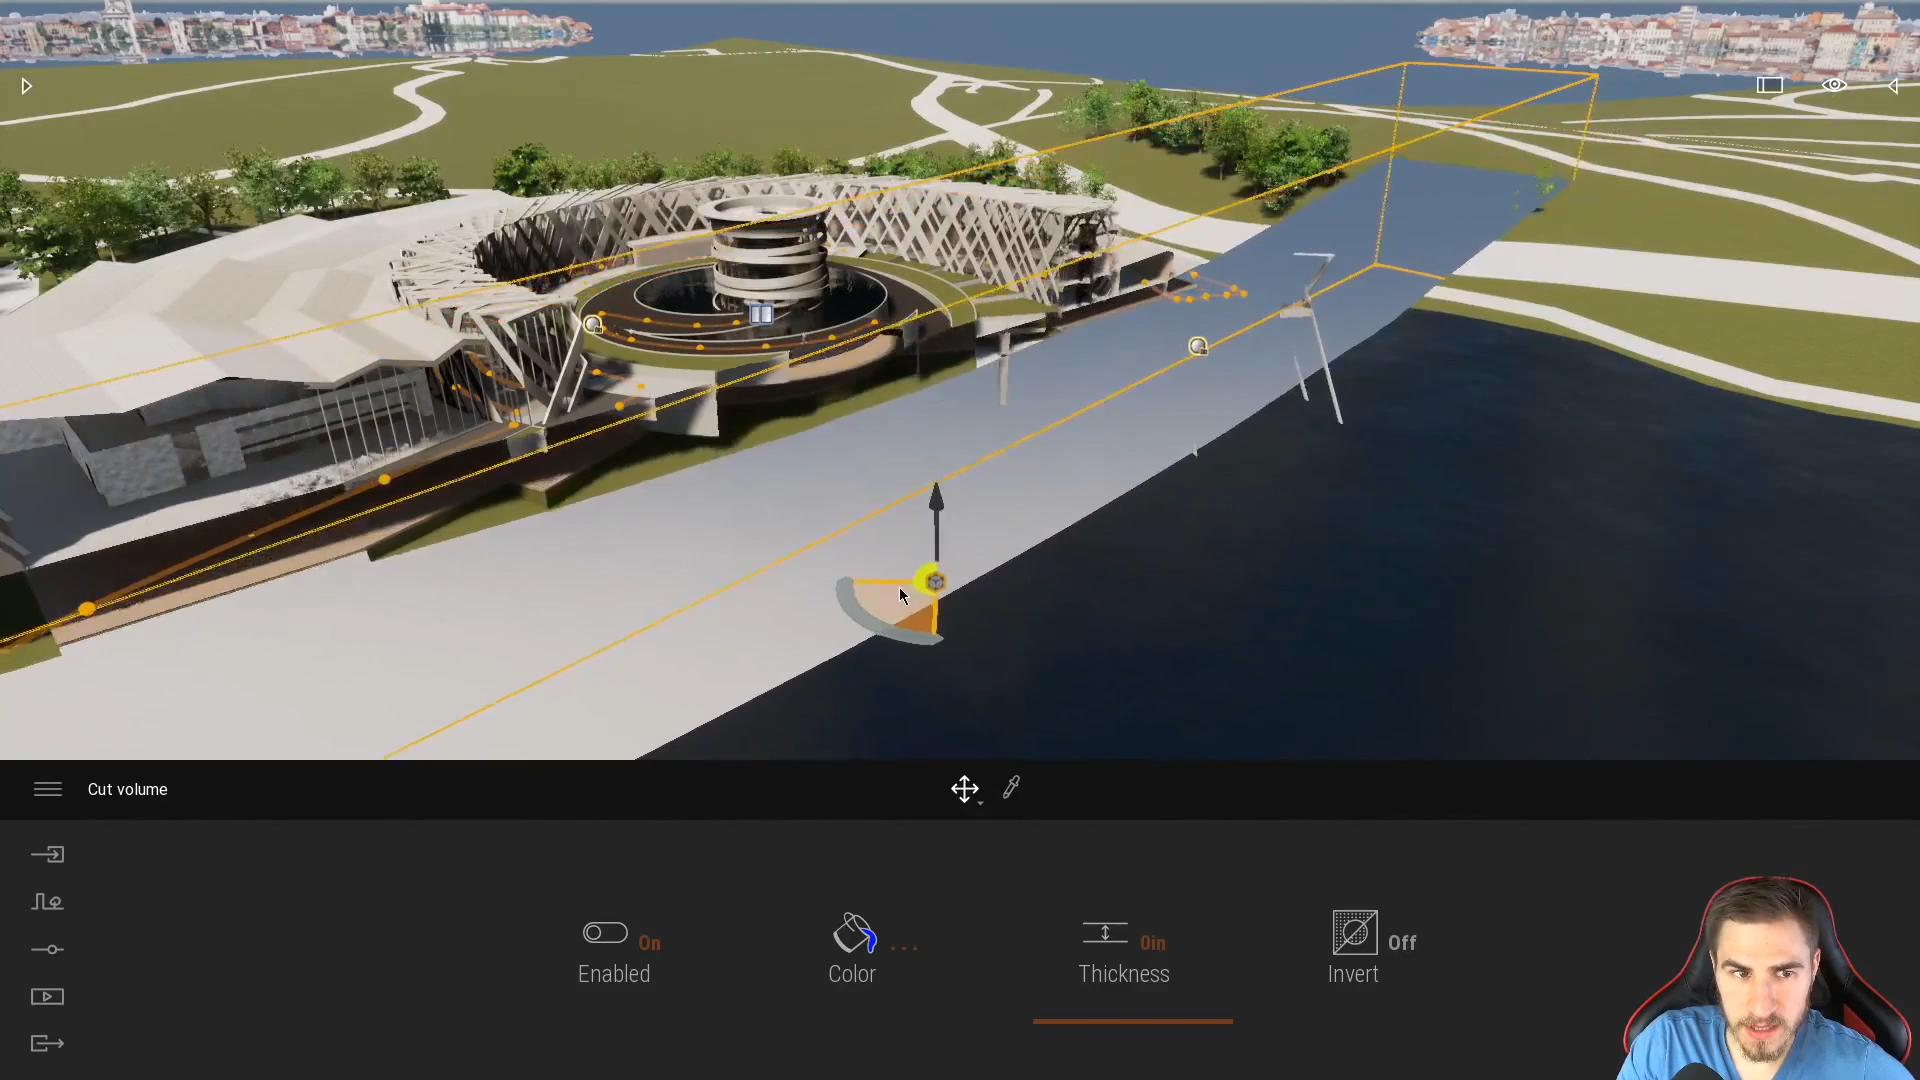 Cut volume
On
Enabled
...
Color
0in
Thickness
Off
Invert